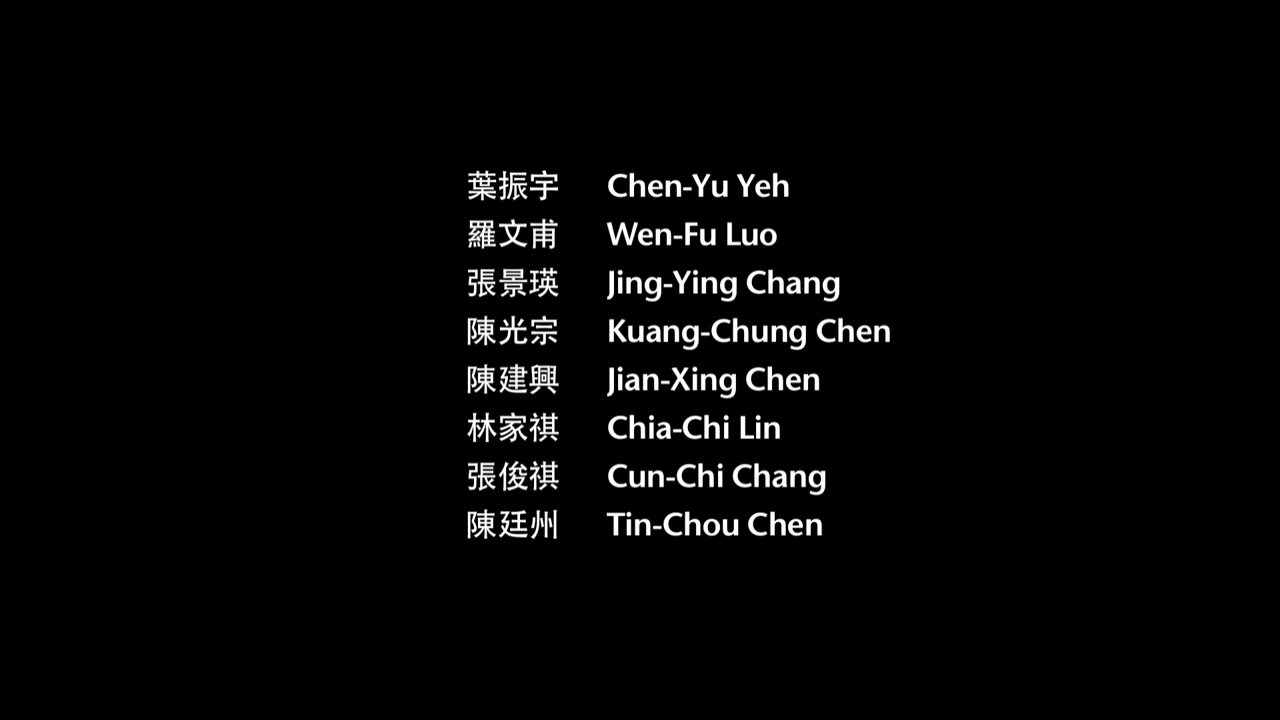 葉振宇 Chen-Yu Yeh
羅文甫 Wen-Fu Luo
張景瑛 Jing-Ying Chang
陳光宗 Kuang-Chung Chen
陳建興 Jian-Xing Chen
林家祺 Chia-Chi Lin
張俊祺 Cun-Chi Chang
陳廷州 Tin-Chou Chen